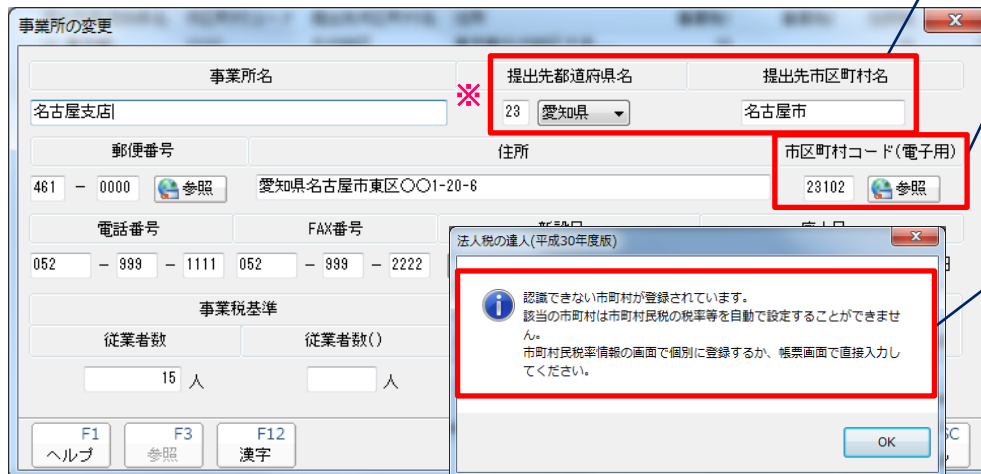 事業所の変更
事業所名 提出先都道府県名 提出先市区町村名
名古屋支店 ※ 23 愛知県 名古屋市
郵便番号 住所 市区町村コード(電子用)
461 - 0000 参照 愛知県名古屋市東区〇〇1-20-6 23102 参照
電話番号 FAX番号
052 - 999 - 1111 052 - 999 - 2222
事業税基準
従業者数 従業者数()
15 人 人
F1 F3 F12
ヘルプ 参照 漢字
法人税の達人(平成30年度版)
認識できない市町村が登録されています。
該当の市町村は市町村民税の税率等を自動で設定することができませ
ん。
市町村民税率情報の画面で個別に登録するか、帳票画面で直接入力し
てください。
OK